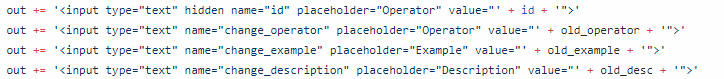 out += '<input type="text" hidden name="id" placeholder="Operator" value="' + id + '">'
out += '<input type="text" name="change_operator" placeholder="Operator" value="' + old_operator + '">'
out += '<input type="text" name="change_example" placeholder="Example" value="' + old_example + '">'
out += '<input type="text" name="change_description" placeholder="Description" value="' + old_desc + '">'